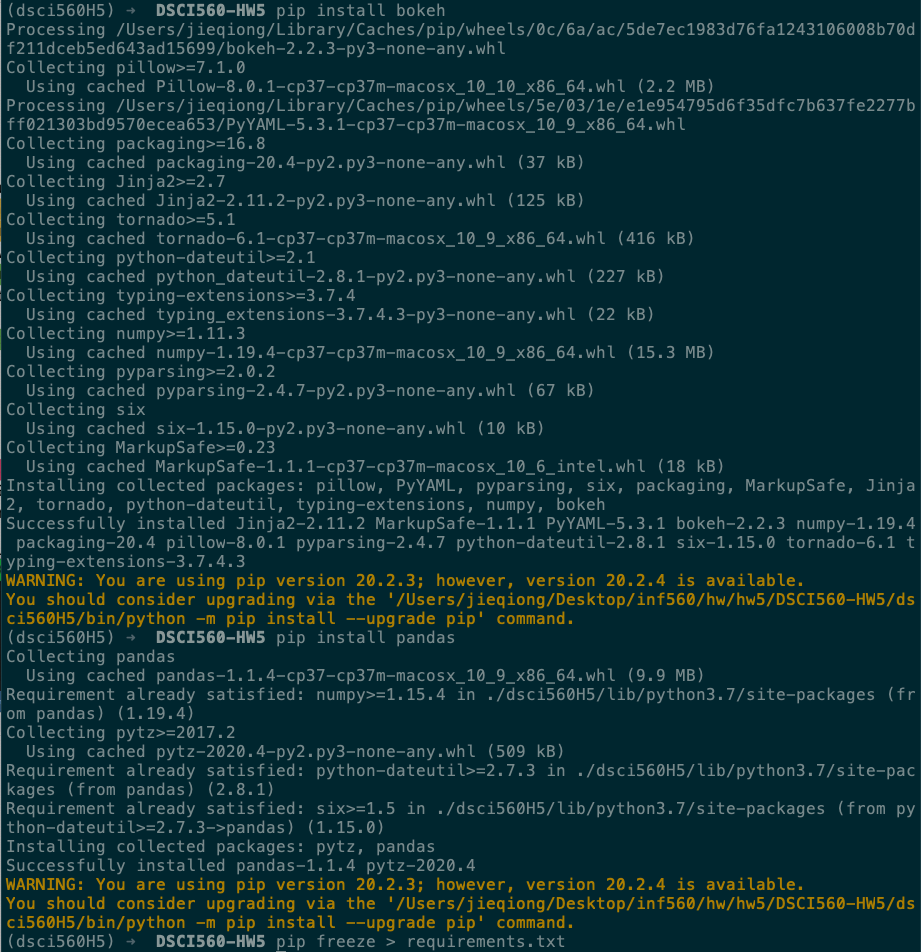 (dsci560H5) → DSCI560-HW5 pip install bokeh
Processing /Users/jieqiong/Library/Caches/pip/wheels/0c/6a/ac/5de7ec1983d76fa1243106008b70d
f211dceb5ed643ad15699/bokeh-2.2.3-py3-none-any.whl
Collecting pillow>=7.1.0
  Using cached Pillow-8.0.1-cp37-cp37m-macosx_10_10_x86_64.whl (2.2 MB)
Processing /Users/jieqiong/Library/Caches/pip/wheels/5e/03/1e/e1e954795d6f35dfc7b637fe2277b
ff021303bd9570ecea653/PyYAML-5.3.1-cp37-cp37m-macosx_10_9_x86_64.whl
Collecting packaging>=16.8
  Using cached packaging-20.4-py2.py3-none-any.whl (37 kB)
Collecting Jinja2>=2.7
  Using cached Jinja2-2.11.2-py2.py3-none-any.whl (125 kB)
Collecting tornado>=5.1
  Using cached tornado-6.1-cp37-cp37m-macosx_10_9_x86_64.whl (416 kB)
Collecting python-dateutil>=2.1
  Using cached python_dateutil-2.8.1-py2.py3-none-any.whl (227 kB)
Collecting typing-extensions>=3.7.4
  Using cached typing_extensions-3.7.4.3-py3-none-any.whl (22 kB)
Collecting numpy>=1.11.3
  Using cached numpy-1.19.4-cp37-cp37m-macosx_10_9_x86_64.whl (15.3 MB)
Collecting pyparsing>=2.0.2
  Using cached pyparsing-2.4.7-py2.py3-none-any.whl (67 kB)
Collecting six
  Using cached six-1.15.0-py2.py3-none-any.whl (10 kB)
Collecting MarkupSafe>=0.23
  Using cached MarkupSafe-1.1.1-cp37-cp37m-macosx_10_6_intel.whl (18 kB)
Installing collected packages: pillow, PyYAML, pyparsing, six, packaging, MarkupSafe, Jinja
2, tornado, python-dateutil, typing-extensions, numpy, bokeh
Successfully installed Jinja2-2.11.2 MarkupSafe-1.1.1 PyYAML-5.3.1 bokeh-2.2.3 numpy-1.19.4
 packaging-20.4 pillow-8.0.1 pyparsing-2.4.7 python-dateutil-2.8.1 six-1.15.0 tornado-6.1 t
yping-extensions-3.7.4.3
WARNING: You are using pip version 20.2.3; however, version 20.2.4 is available.
You should consider upgrading via the '/Users/jieqiong/Desktop/inf560/hw/hw5/DSCI560-HW5/ds
ci560H5/bin/python -m pip install --upgrade pip' command.
(dsci560H5) → DSCI560-HW5 pip install pandas
Collecting pandas
  Using cached pandas-1.1.4-cp37-cp37m-macosx_10_9_x86_64.whl (9.9 MB)
Requirement already satisfied: numpy>=1.15.4 in ./dsci560H5/lib/python3.7/site-packages (fr
om pandas) (1.19.4)
Collecting pytz>=2017.2
  Using cached pytz-2020.4-py2.py3-none-any.whl (509 kB)
Requirement already satisfied: python-dateutil>=2.7.3 in ./dsci560H5/lib/python3.7/site-pac
kages (from pandas) (2.8.1)
Requirement already satisfied: six>=1.5 in ./dsci560H5/lib/python3.7/site-packages (from py
thon-dateutil>=2.7.3->pandas) (1.15.0)
Installing collected packages: pytz, pandas
Successfully installed pandas-1.1.4 pytz-2020.4
WARNING: You are using pip version 20.2.3; however, version 20.2.4 is available.
You should consider upgrading via the '/Users/jieqiong/Desktop/inf560/hw/hw5/DSCI560-HW5/ds
ci560H5/bin/python -m pip install --upgrade pip' command.
(dsci560H5) → DSCI560-HW5 pip freeze > requirements.txt